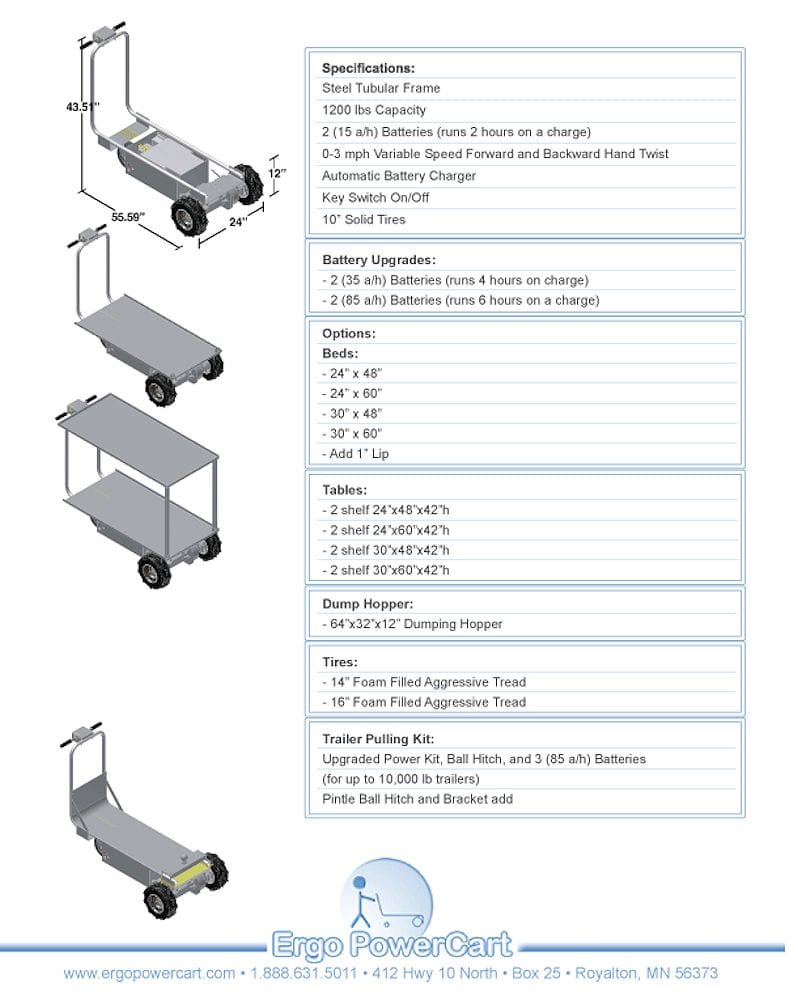 43.51"
12"
55.59"
24"
Specifications:
Steel Tubular Frame
1200 lbs Capacity
2 (15 a/h) Batteries (runs 2 hours on a charge)
0-3 mph Variable Speed Forward and Backward Hand Twist
Automatic Battery Charger
Key Switch On/Off
10” Solid Tires
Battery Upgrades:
- 2 (35 a/h) Batteries (runs 4 hours on charge)
- 2 (85 a/h) Batteries (runs 6 hours on a charge)
Options:
Beds:
- 24” x 48”
- 24” x 60”
- 30” x 48”
- 30” x 60”
- Add 1” Lip
Tables:
- 2 shelf 24”x48”x42”h
- 2 shelf 24”x60”x42”h
- 2 shelf 30”x48”x42”h
- 2 shelf 30”x60”x42”h
Dump Hopper:
- 64”x32”x12” Dumping Hopper
Tires:
- 14” Foam Filled Aggressive Tread
- 16” Foam Filled Aggressive Tread
Trailer Pulling Kit:
Upgraded Power Kit, Ball Hitch, and 3 (85 a/h) Batteries
(for up to 10,000 lb trailers)
Pintle Ball Hitch and Bracket add
Ergo PowerCart
www.ergopowercart.com • 1.888.631.5011 • 412 Hwy 10 North • Box 25 • Royalton, MN 56373